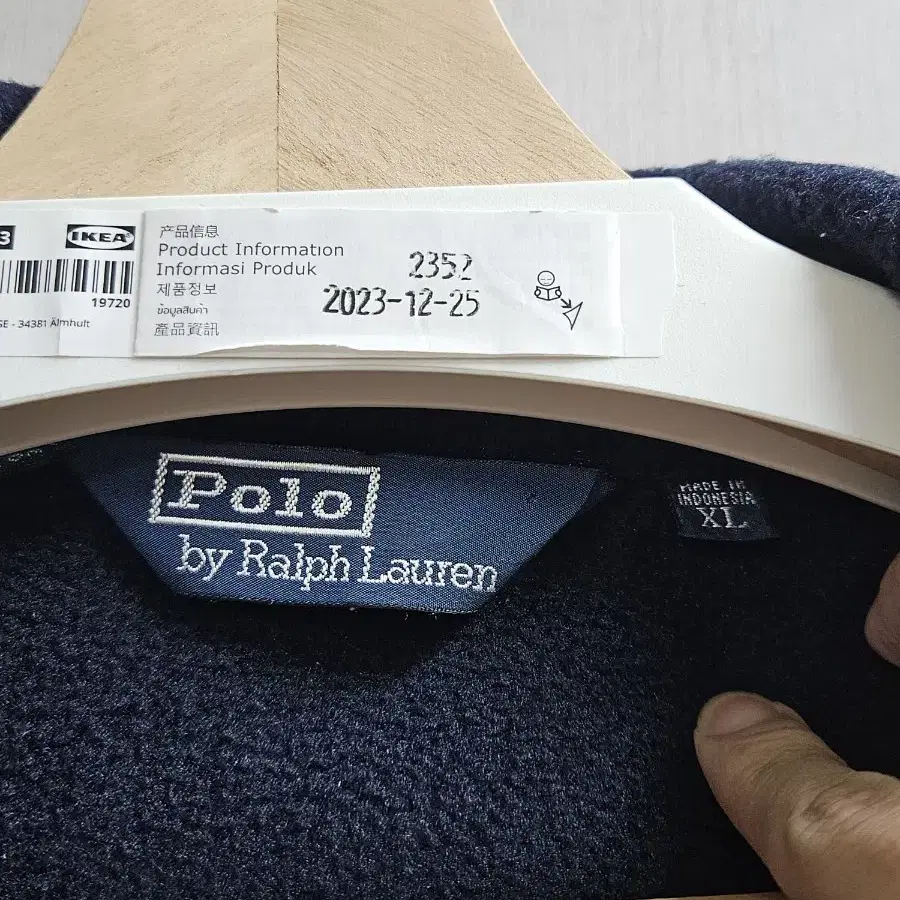 3
IKEA
19720
SE - 34381 Älmhult
产品信息
Product Information
Informasi Produk
제품정보
ข้อมูลสินค้า
產品資訊
2352
2023-12-25
Polo
by Ralph Lauren
MADE IN
INDONESIA
XL